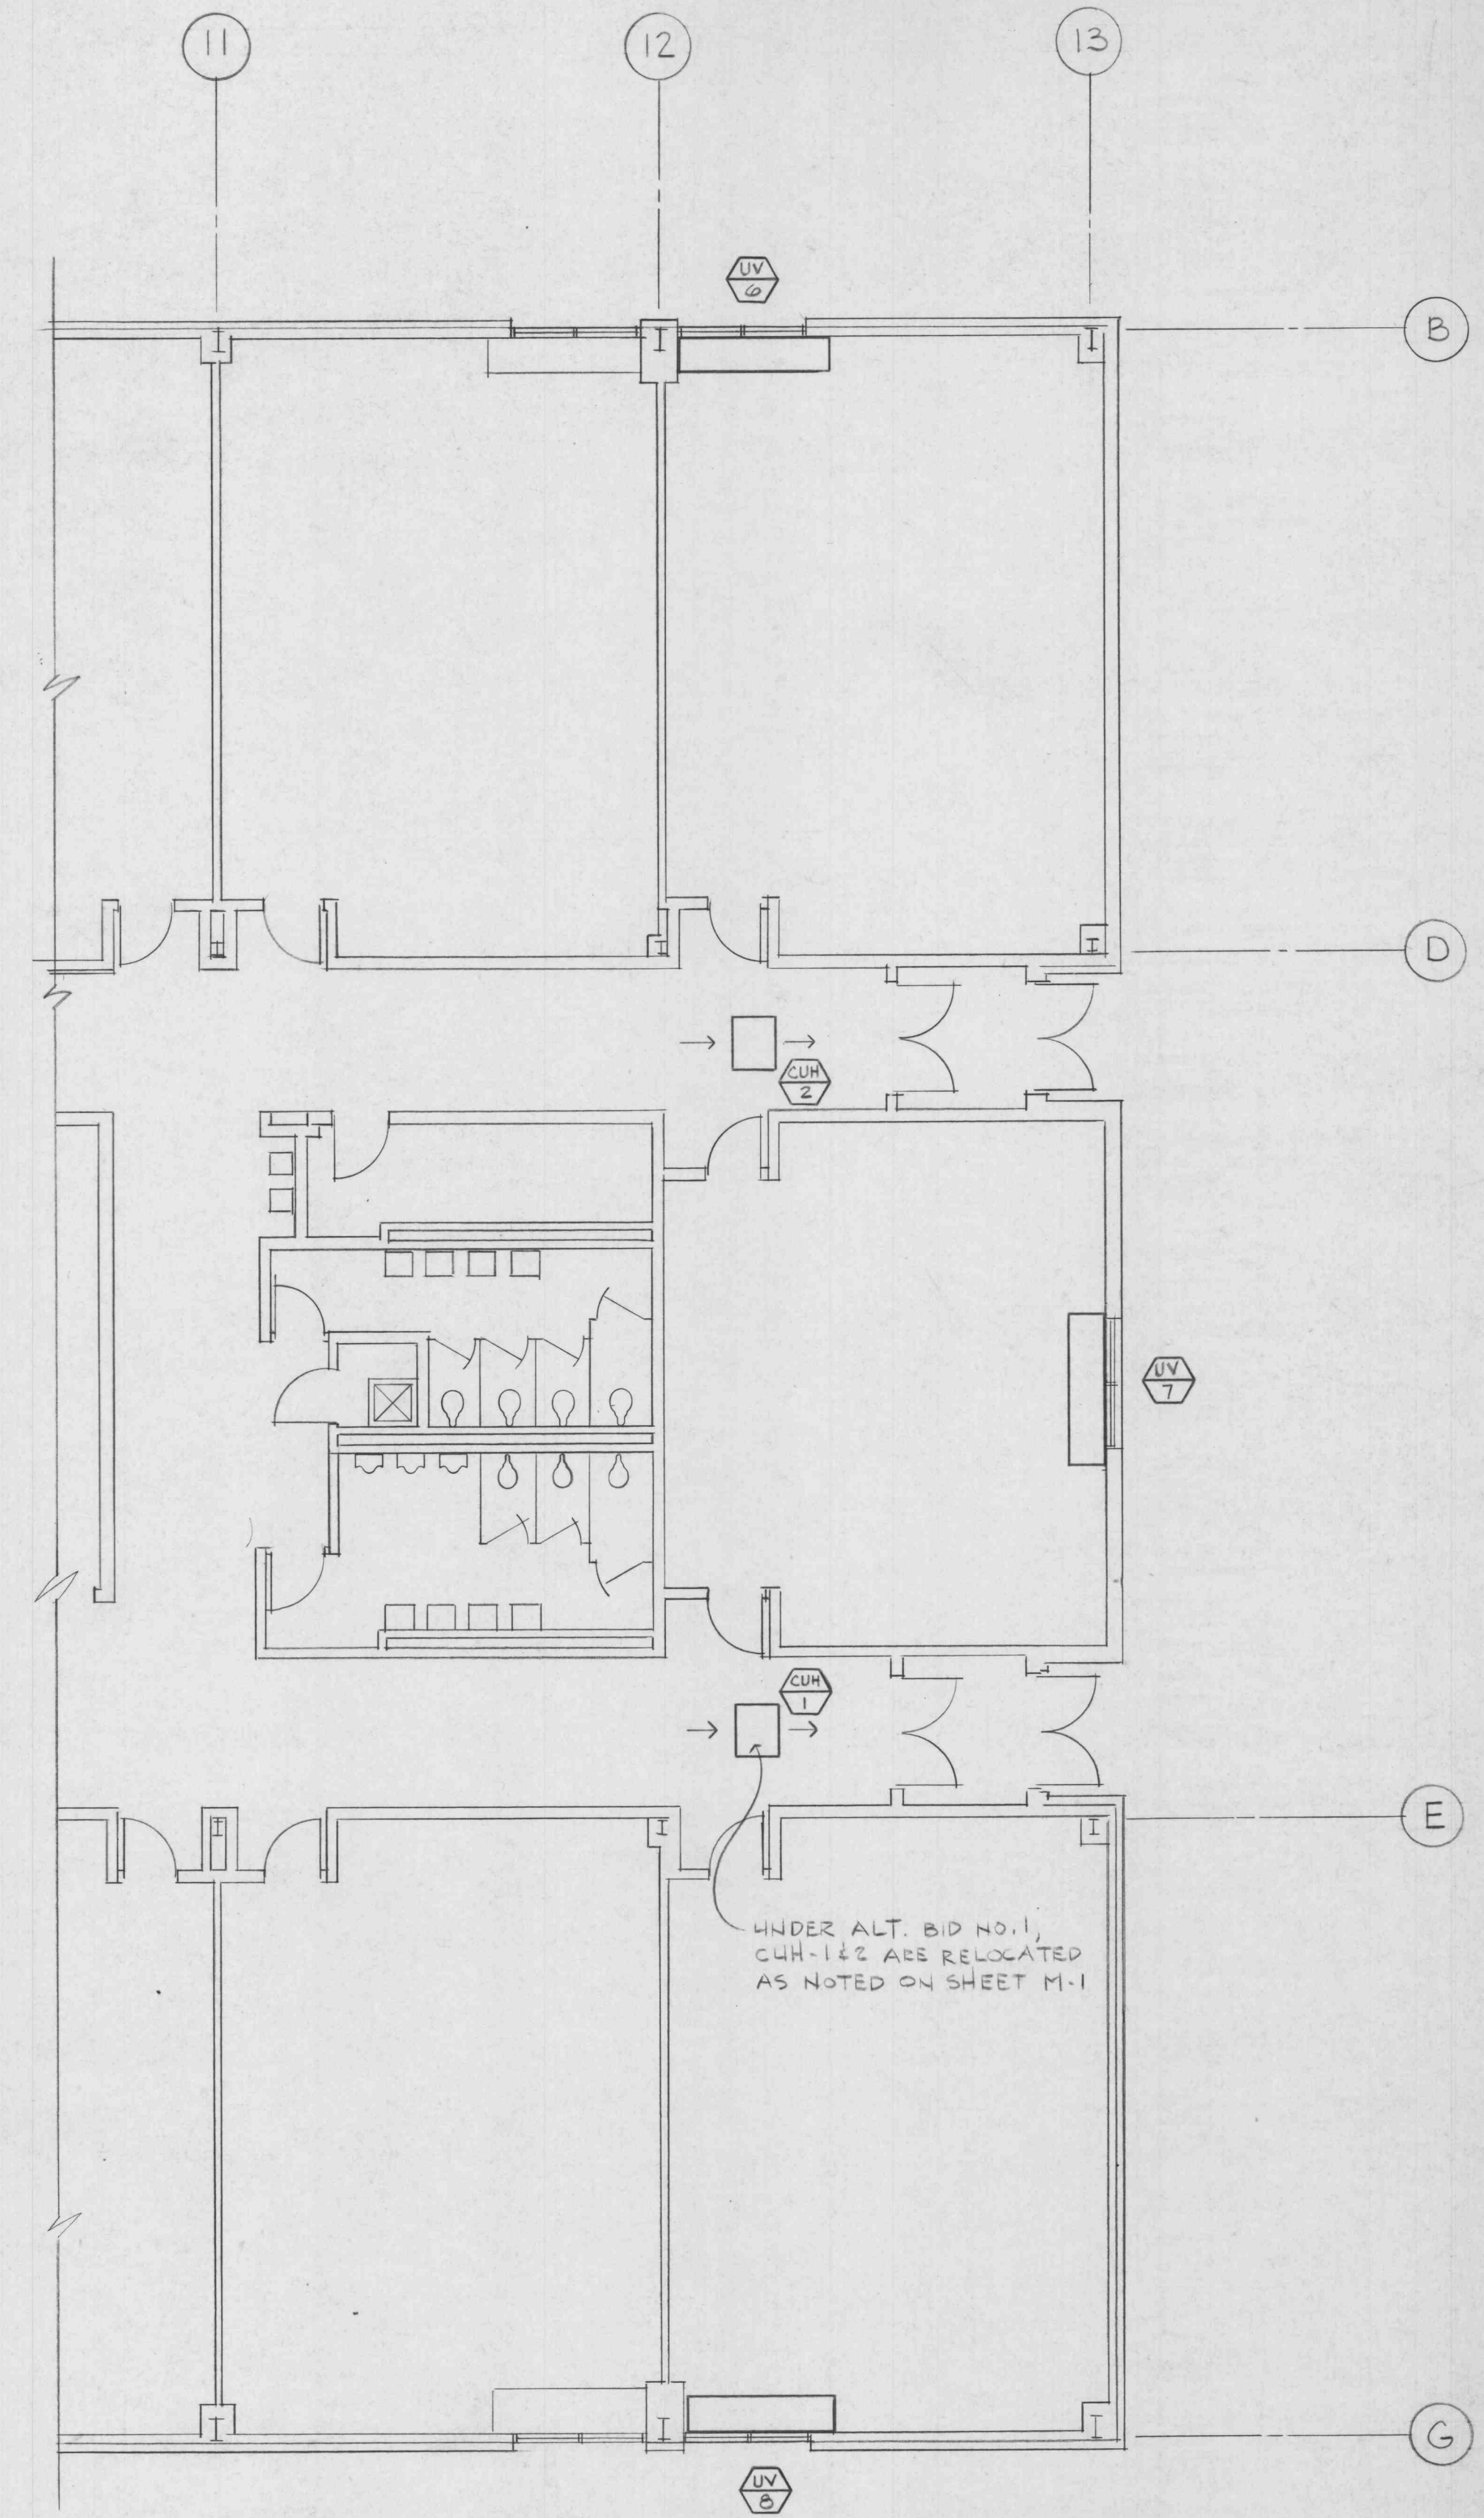 11
12
13
UV
6
B
D
CUH
2
UV
7
CUH
1
E
UNDER ALT. BID NO.1,
CUH-1&2 ARE RELOCATED
AS NOTED ON SHEET M-1
G
UV
8